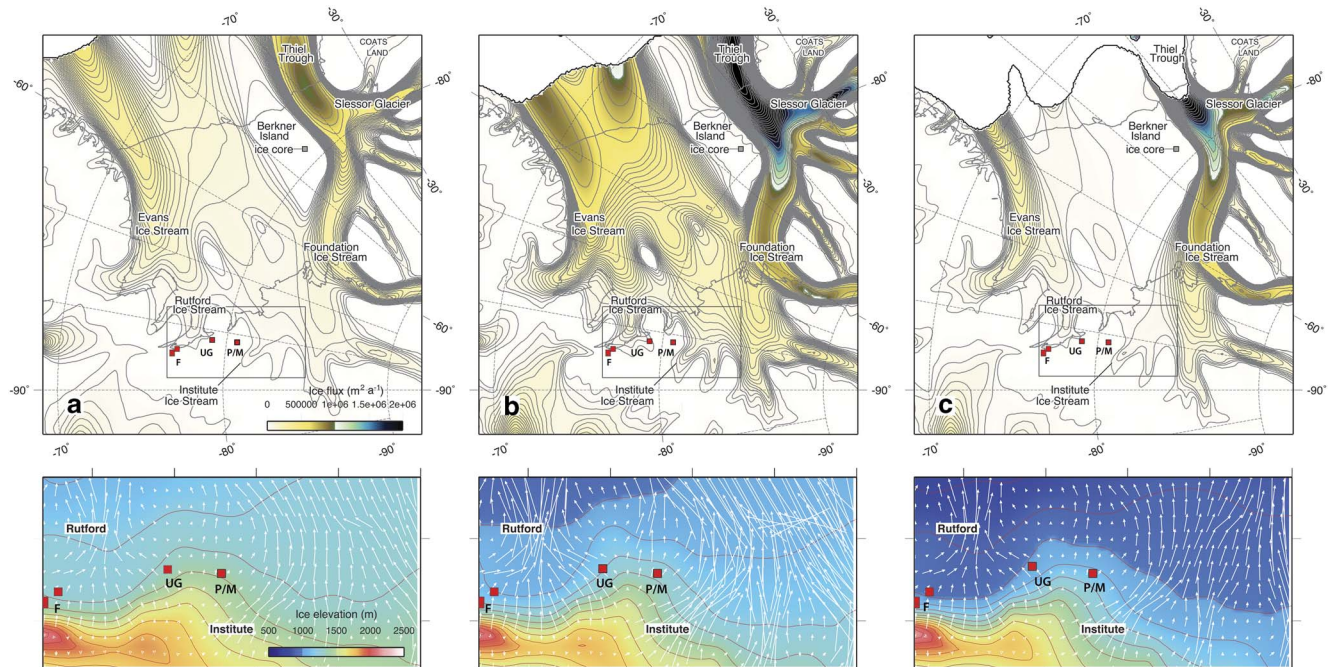 -70°
-60°
Thiel
Trough
COATS
LAND
-80°
Slessor Glacier
Berkner
Island
ice core
-30°
Evans
Ice Stream
Foundation
Ice Stream
Rutford
Ice Stream
-60°
UG
P/M
F
Institute
Ice Stream
-90°
a
Ice flux (m² a⁻¹)
0 500000 1e+06 1.5e+06 2e+06
-70°
-80°
-90°
-70°
Thiel
Trough
COATS
LAND
-80°
-60°
Slessor Glacier
Berkner
Island
ice core
-30°
Evans
Ice Stream
Foundation
Ice Stream
Rutford
Ice Stream
-60°
UG
P/M
F
Institute
Ice Stream
-90°
b
-70°
-80°
-90°
-70°
Thiel
Trough
COATS
LAND
-80°
-60°
Slessor Glacier
Berkner
Island
ice core
-30°
Evans
Ice Stream
Foundation
Ice Stream
Rutford
Ice Stream
-60°
UG
P/M
F
Institute
Ice Stream
-90°
c
-70°
-80°
-90°
Rutford
UG
P/M
F
Ice elevation (m)
Institute
500 1000 1500 2000 2500
Rutford
UG
P/M
F
Institute
Rutford
UG
P/M
F
Institute